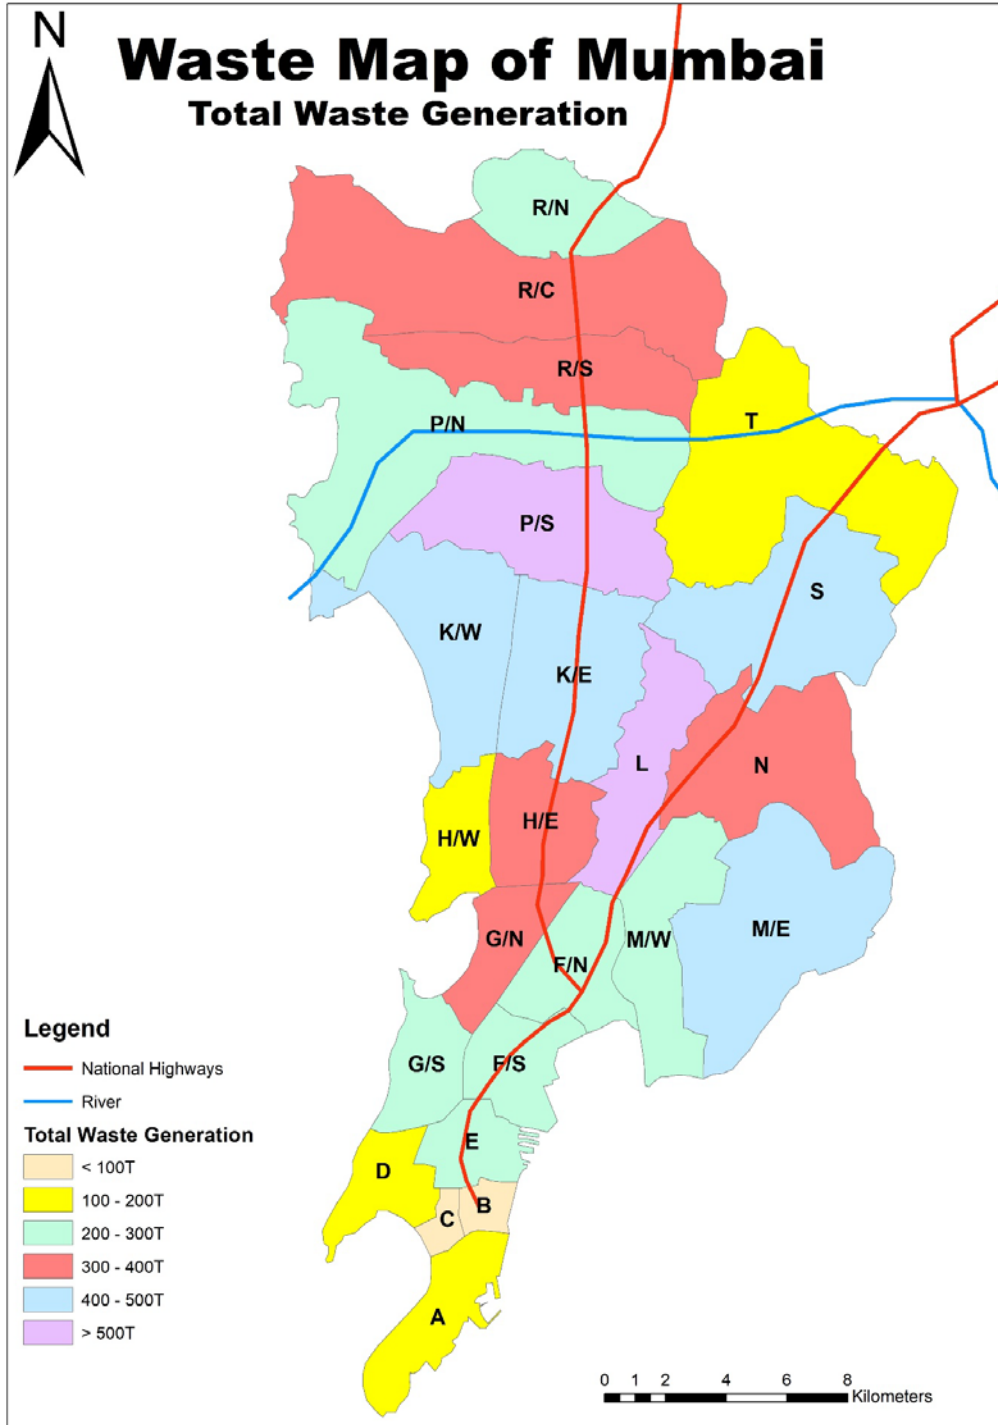 N
Waste Map of Mumbai
Total Waste Generation
R/N
R/C
R/S
P/N
T
P/S
S
K/W
K/E
L
N
H/E
H/W
M/E
G/N
M/W
F/N
G/S
F/S
E
D
B
C
A
Legend
National Highways
River
Total Waste Generation
< 100T
100 - 200T
200 - 300T
300 - 400T
400 - 500T
> 500T
0 1 2 4 6 8
Kilometers